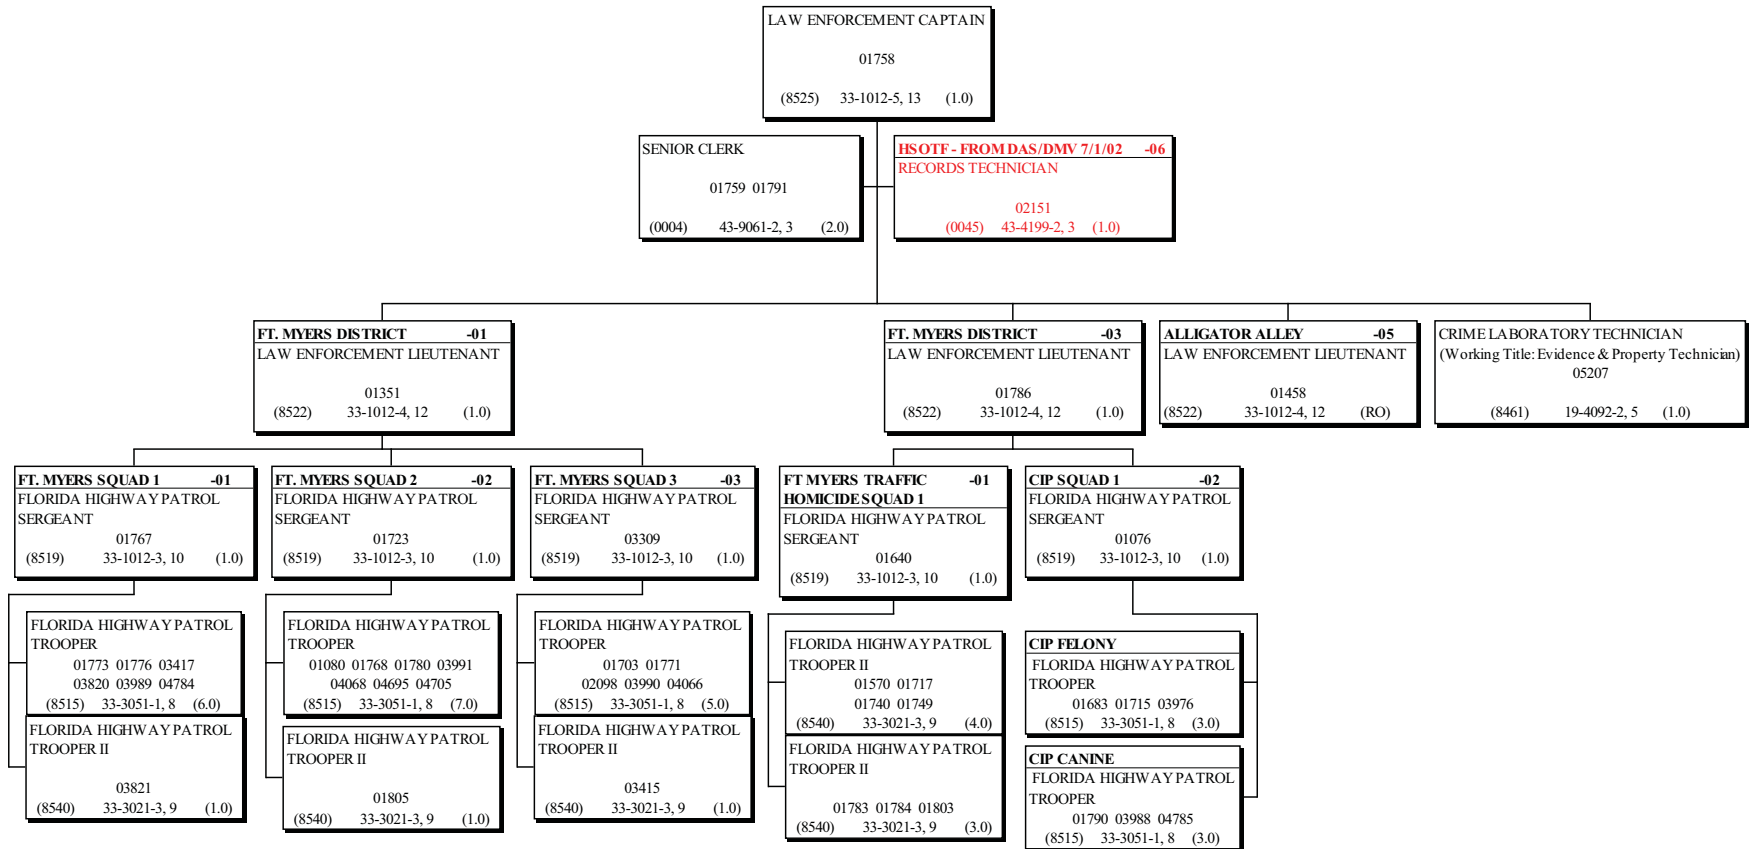 LAW ENFORCEMENT CAPTAIN
01758
(8525) 33-1012-5, 13 (1.0)
SENIOR CLERK
01759 01791
(0004) 43-9061-2, 3 (2.0)
HSOTF - FROM DAS/DMV 7/1/02 -06
RECORDS TECHNICIAN
02151
(0045) 43-4199-2, 3 (1.0)
FT. MYERS DISTRICT -01
LAW ENFORCEMENT LIEUTENANT
01351
(8522) 33-1012-4, 12 (1.0)
FT. MYERS DISTRICT -03
LAW ENFORCEMENT LIEUTENANT
01786
(8522) 33-1012-4, 12 (1.0)
ALLIGATOR ALLEY -05
LAW ENFORCEMENT LIEUTENANT
01458
(8522) 33-1012-4, 12 (RO)
CRIME LABORATORY TECHNICIAN
(Working Title: Evidence & Property Technician)
05207
(8461) 19-4092-2, 5 (1.0)
FT. MYERS SQUAD 1 -01
FLORIDA HIGHWAY PATROL
SERGEANT
01767
(8519) 33-1012-3, 10 (1.0)
FT. MYERS SQUAD 2 -02
FLORIDA HIGHWAY PATROL
SERGEANT
01723
(8519) 33-1012-3, 10 (1.0)
FT. MYERS SQUAD 3 -03
FLORIDA HIGHWAY PATROL
SERGEANT
03309
(8519) 33-1012-3, 10 (1.0)
FT MYERS TRAFFIC -01
HOMICIDE SQUAD 1
FLORIDA HIGHWAY PATROL
SERGEANT
01640
(8519) 33-1012-3, 10 (1.0)
CIP SQUAD 1 -02
FLORIDA HIGHWAY PATROL
SERGEANT
01076
(8519) 33-1012-3, 10 (1.0)
FLORIDA HIGHWAY PATROL
TROOPER
01773 01776 03417
03820 03989 04784
(8515) 33-3051-1, 8 (6.0)
FLORIDA HIGHWAY PATROL
TROOPER II
03821
(8540) 33-3021-3, 9 (1.0)
FLORIDA HIGHWAY PATROL
TROOPER
01080 01768 01780 03991
04068 04695 04705
(8515) 33-3051-1, 8 (7.0)
FLORIDA HIGHWAY PATROL
TROOPER II
01805
(8540) 33-3021-3, 9 (1.0)
FLORIDA HIGHWAY PATROL
TROOPER
01703 01771
02098 03990 04066
(8515) 33-3051-1, 8 (5.0)
FLORIDA HIGHWAY PATROL
TROOPER II
03415
(8540) 33-3021-3, 9 (1.0)
FLORIDA HIGHWAY PATROL
TROOPER II
01570 01717
01740 01749
(8540) 33-3021-3, 9 (4.0)
FLORIDA HIGHWAY PATROL
TROOPER II
01783 01784 01803
(8540) 33-3021-3, 9 (3.0)
CIP FELONY
FLORIDA HIGHWAY PATROL
TROOPER
01683 01715 03976
(8515) 33-3051-1, 8 (3.0)
CIP CANINE
FLORIDA HIGHWAY PATROL
TROOPER
01790 03988 04785
(8515) 33-3051-1, 8 (3.0)